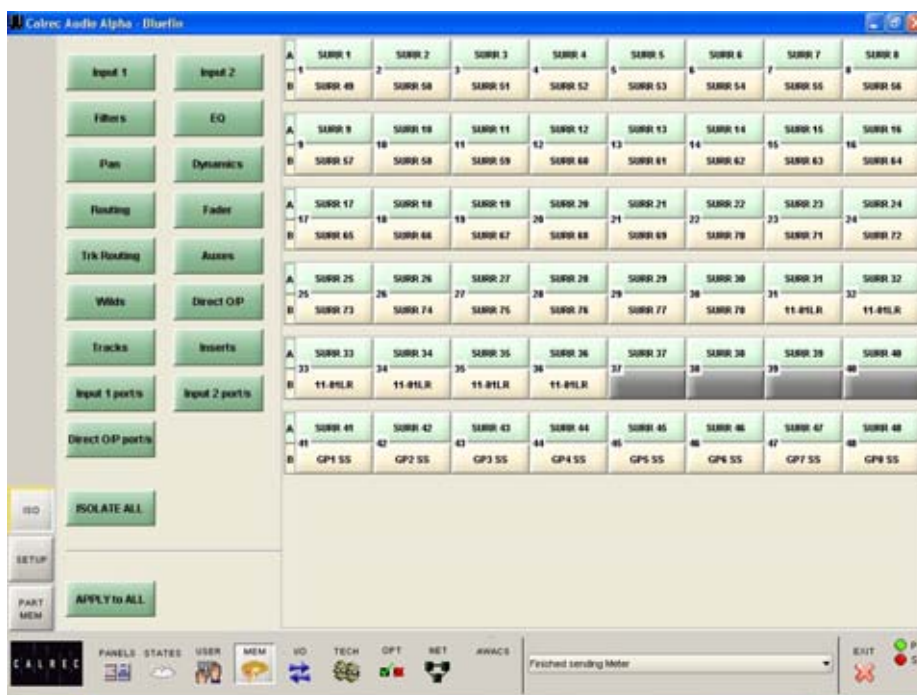 Calrec Audio Alpha - Bluefin
Input 1 Input 2
Filters EQ
Pan Dynamics
Routing Fader
Trk Routing Auxes
Wilds Direct O/P
Tracks Inserts
Input 1 port/s Input 2 port/s
Direct O/P port/s
ISOLATE ALL
APPLY to ALL
ISO
SETUP
PART
MEM
A SURR 1 SURR 2 SURR 3 SURR 4 SURR 5 SURR 6 SURR 7 SURR 8
1 2 3 4 5 6 7 8
B SURR 49 SURR 50 SURR 51 SURR 52 SURR 53 SURR 54 SURR 55 SURR 56
A SURR 9 SURR 10 SURR 11 SURR 12 SURR 13 SURR 14 SURR 15 SURR 16
9 10 11 12 13 14 15 16
B SURR 57 SURR 58 SURR 59 SURR 60 SURR 61 SURR 62 SURR 63 SURR 64
A SURR 17 SURR 18 SURR 19 SURR 20 SURR 21 SURR 22 SURR 23 SURR 24
17 18 19 20 21 22 23 24
B SURR 65 SURR 66 SURR 67 SURR 68 SURR 69 SURR 70 SURR 71 SURR 72
A SURR 25 SURR 26 SURR 27 SURR 28 SURR 29 SURR 30 SURR 31 SURR 32
25 26 27 28 29 30 31 32
B SURR 73 SURR 74 SURR 75 SURR 76 SURR 77 SURR 78 11-01L.R 11-01L.R
A SURR 33 SURR 34 SURR 35 SURR 36 SURR 37 SURR 38 SURR 39 SURR 40
33 34 35 36 37 38 39 40
B 11-01LR 11-01L.R 11-01L.R 11-01L.R
A SURR 41 SURR 42 SURR 43 SURR 44 SURR 45 SURR 46 SURR 47 SURR 48
41 42 43 44 45 46 47 48
B GP1 SS GP2 SS GP3 SS GP4 SS GP5 SS GP6 SS GP7 SS GP8 SS
CALREC PANELS STATES USER MEM I/O TECH OPT NET AWACS
Finished sending Meter
EXIT P
S